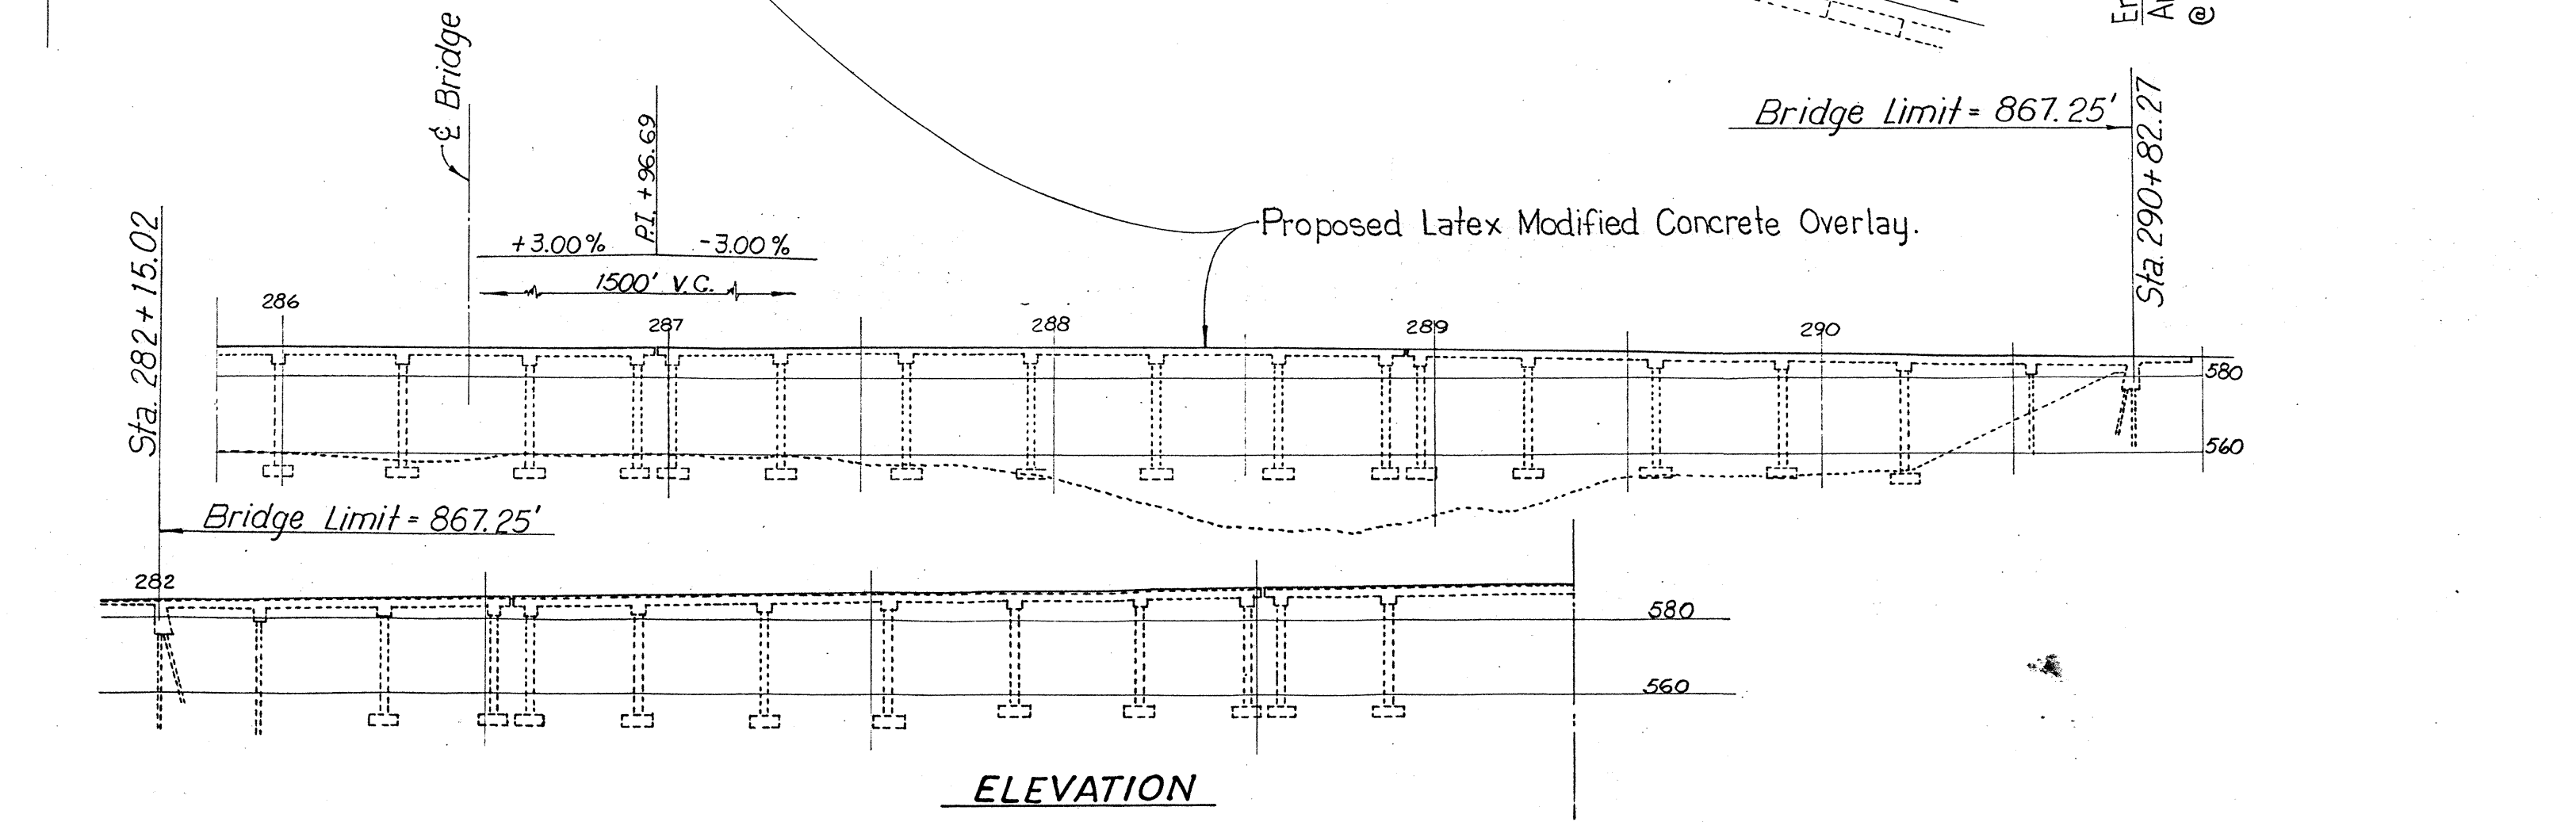 En
@
℄ Bridge
P.I. +96.69
Bridge Limit = 867.25'
Sta. 290+82.27
Sta. 282+15.02
+3.00% -3.00%
1500' V.C.
Proposed Latex Modified Concrete Overlay.
286 287 288 289 290
580
560
Bridge Limit = 867.25'
282
580
560
ELEVATION